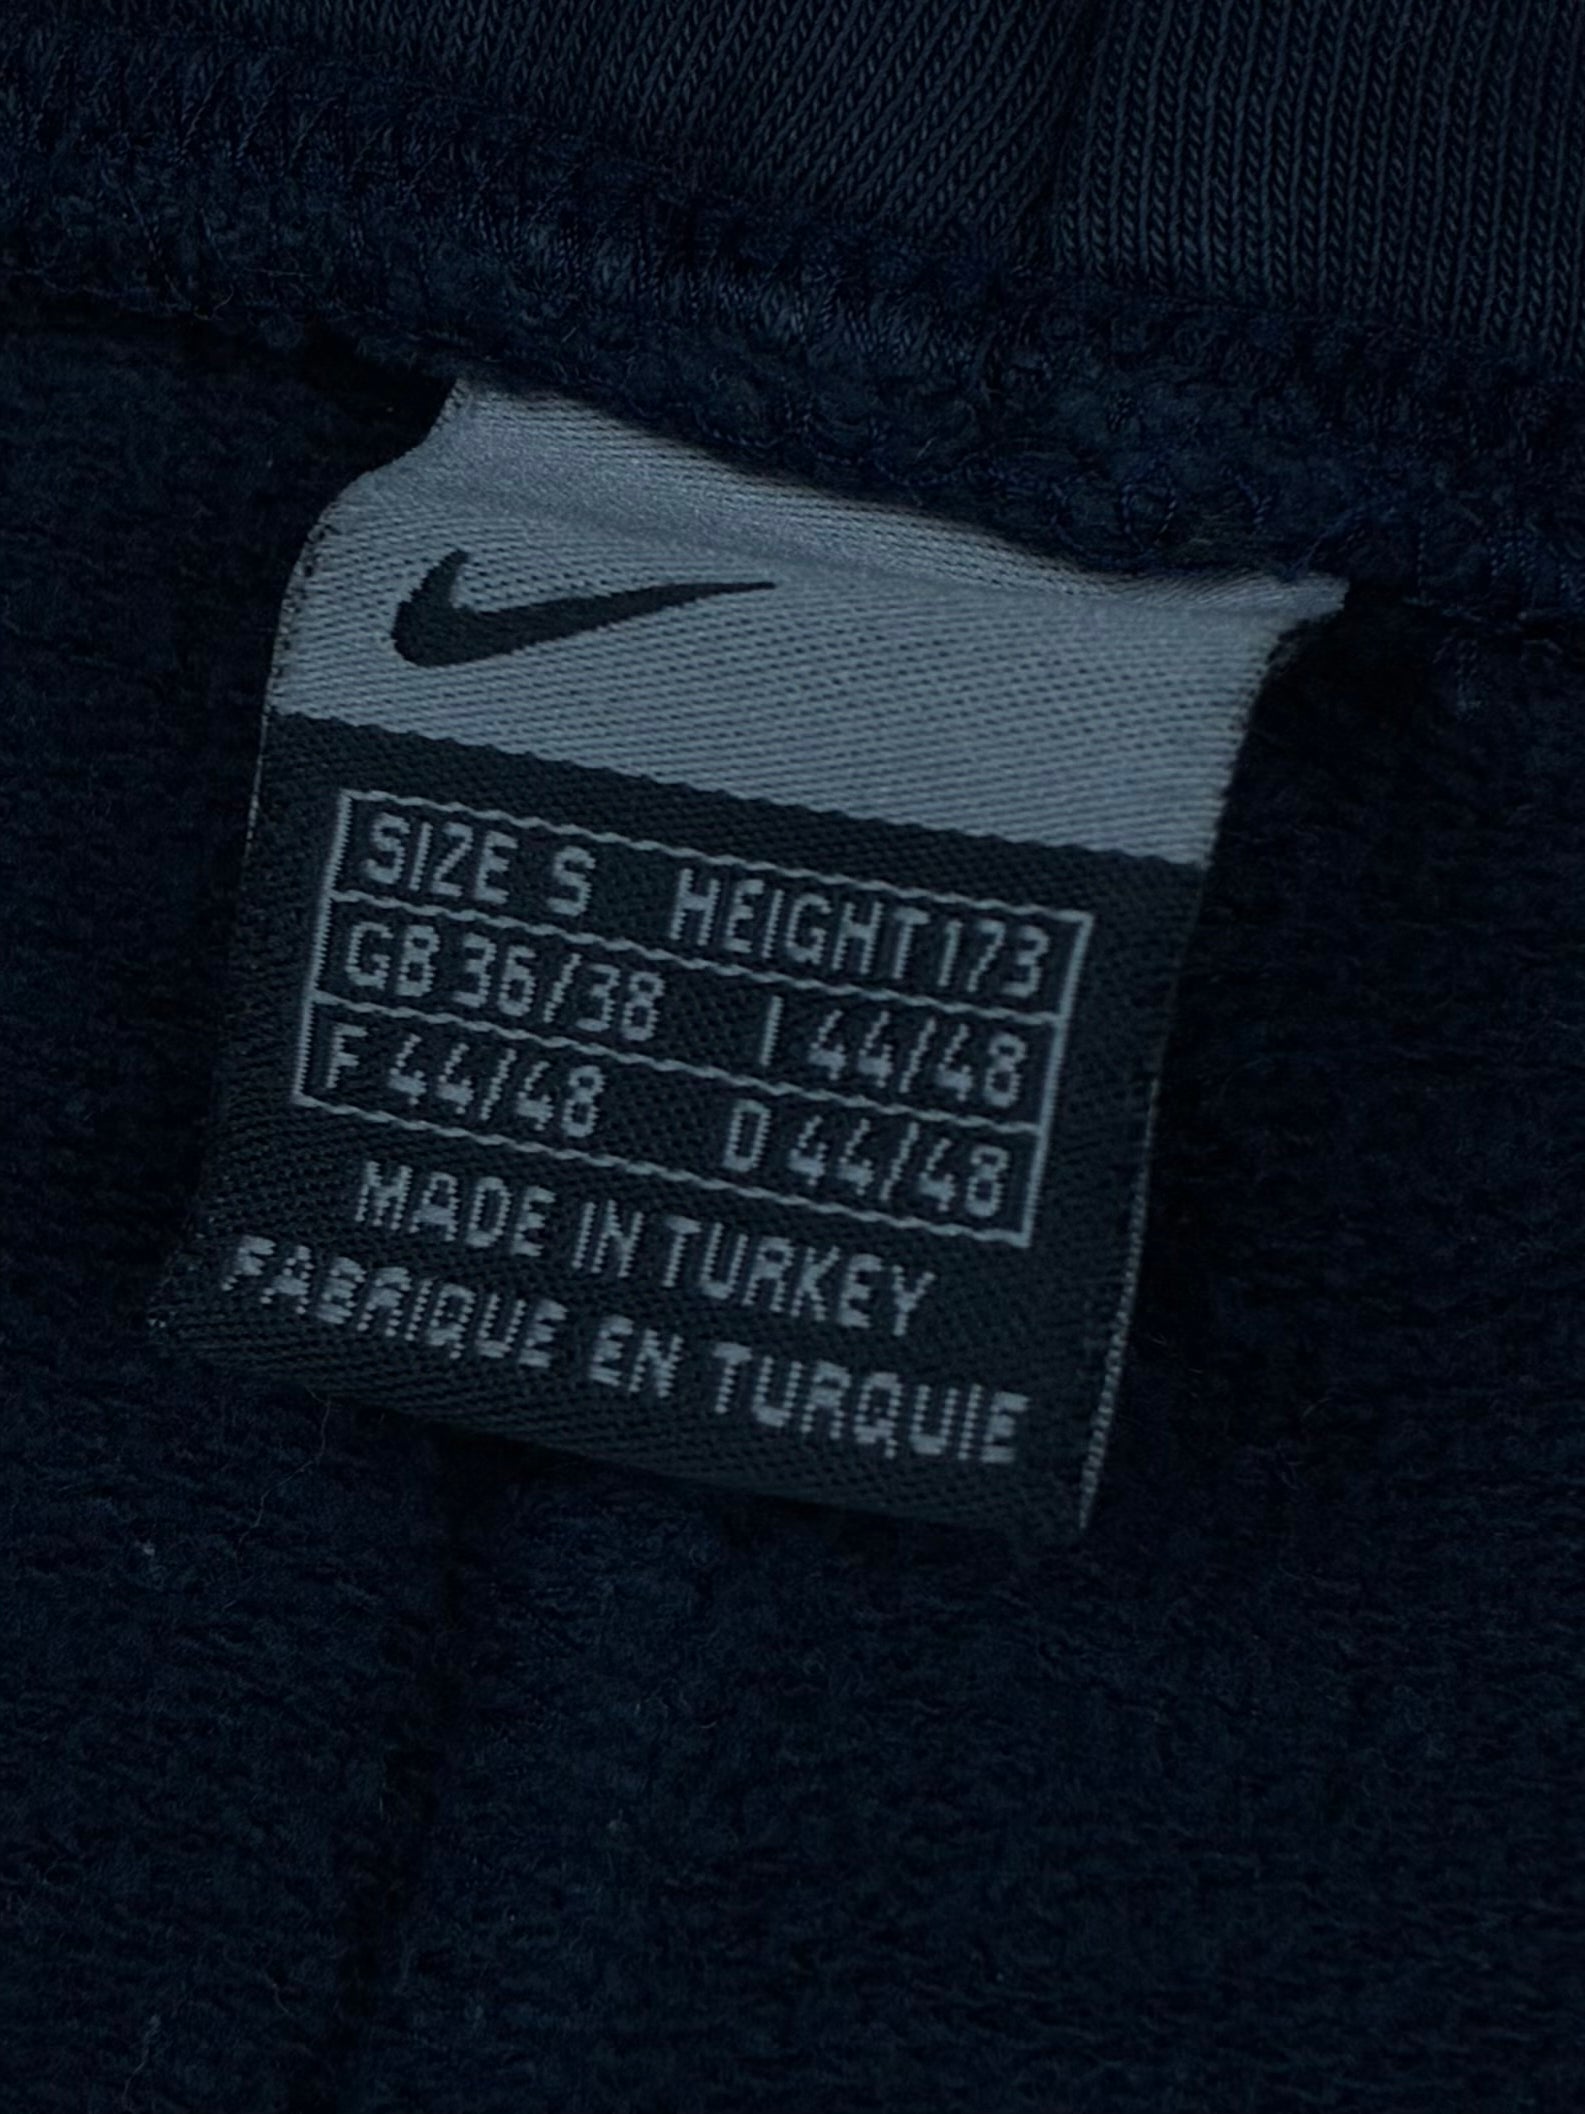 SIZE S HEIGHT 173
GB 36/38 I 44/48
F 44/48 D 44/48
MADE IN TURKEY
FABRIQUE EN TURQUIE